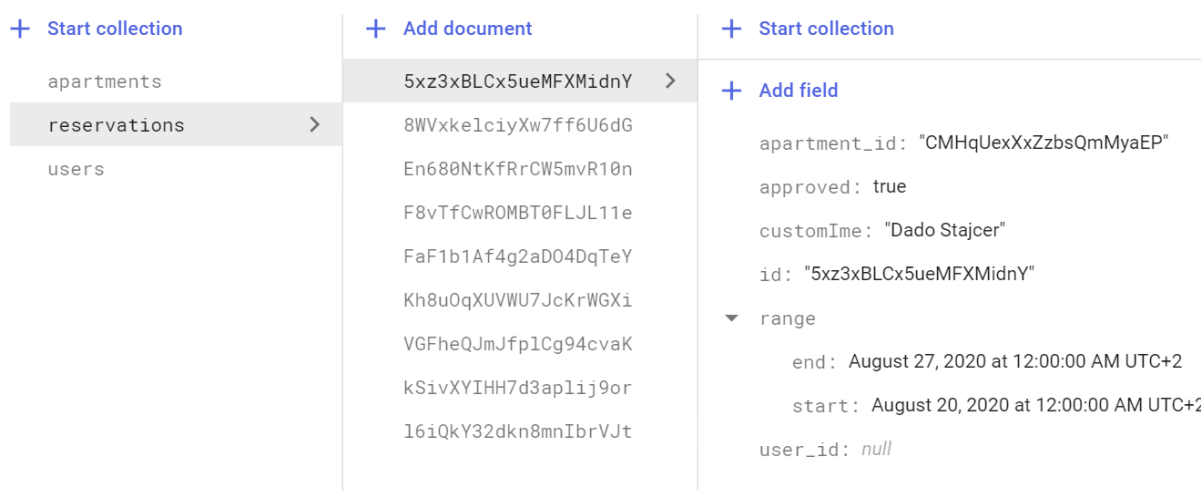 + Start collection
apartments
reservations
users
+ Add document
5xz3xBLCx5ueMFXMidnY
8WVxkelciyXw7ff6U6dG
En680NtKfRrCW5mvR10n
F8vTfCwROMBT0FLJL11e
FaF1b1Af4g2aDO4DqTeY
Kh8uOqXUVWU7JcKrWGXi
VGFheQJmJfplCg94cvaK
kSivXYIHH7d3aplij9or
l6iQkY32dkn8mnIbrVJt
+ Start collection
+ Add field
apartment_id: "CMHqUexXxZzbsQmMyaEP"
approved: true
customIme: "Dado Stajcer"
id: "5xz3xBLCx5ueMFXMidnY"
range
end: August 27, 2020 at 12:00:00 AM UTC+2
start: August 20, 2020 at 12:00:00 AM UTC+2
user_id: null